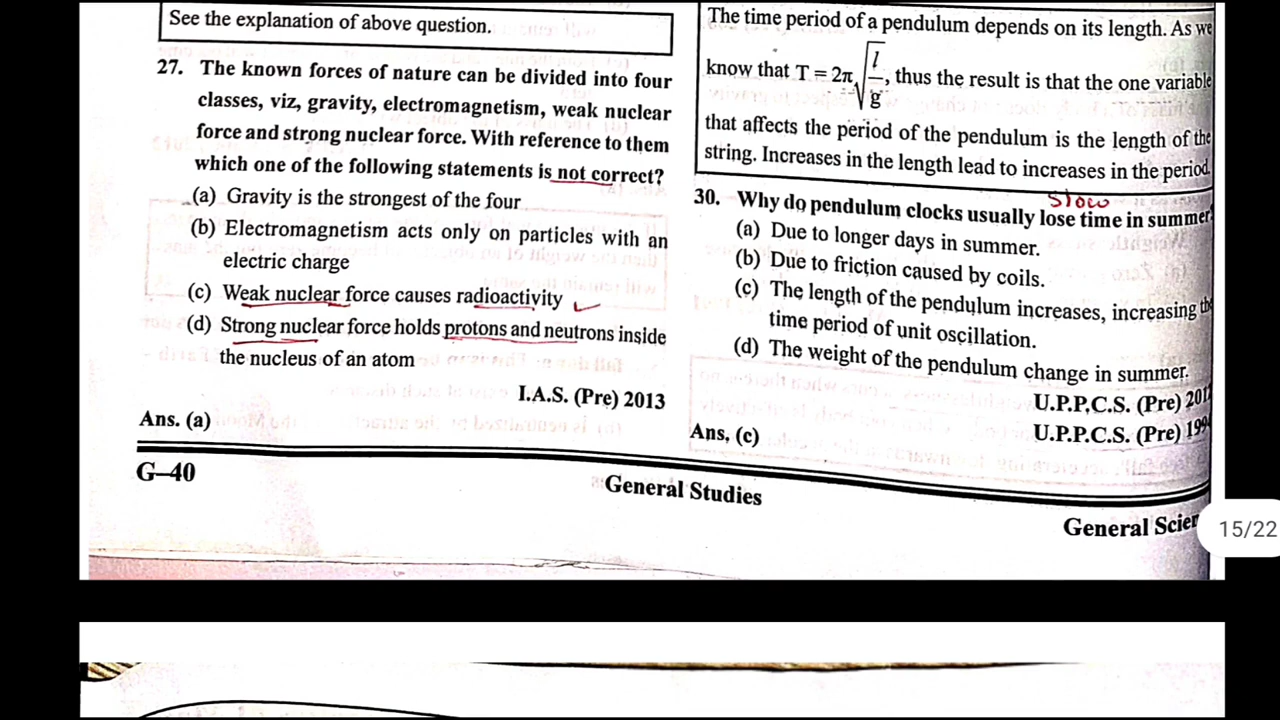 See the explanation of above question.
27. The known forces of nature can be divided into four
classes, viz, gravity, electromagnetism, weak nuclear
force and strong nuclear force. With reference to them
which one of the following statements is not correct?
(a) Gravity is the strongest of the four
(b) Electromagnetism acts only on particles with an
electric charge
(c) Weak nuclear force causes radioactivity
(d) Strong nuclear force holds protons and neutrons inside
the nucleus of an atom
I.A.S. (Pre) 2013
Ans. (a)
G–40
General Studies
The time period of a pendulum depends on its length. As we
know that T = 2π√(l/g), thus the result is that the one variable
that affects the period of the pendulum is the length of the
string. Increases in the length lead to increases in the period.
slow
30. Why do pendulum clocks usually lose time in summer
(a) Due to longer days in summer.
(b) Due to friction caused by coils.
(c) The length of the pendulum increases, increasing the
time period of unit oscillation.
(d) The weight of the pendulum change in summer.
U.P.P.C.S. (Pre)
Ans, (c)
U.P.P.C.S. (Pre)
General
15/22